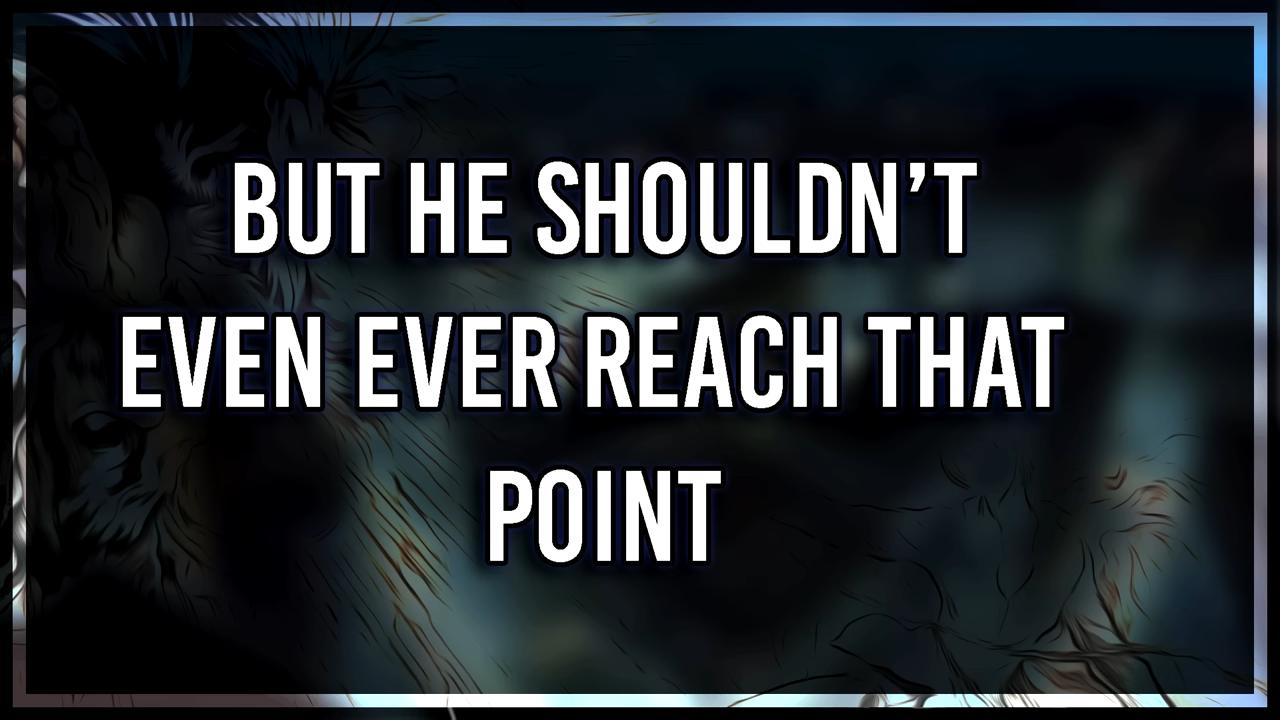 BUT HE SHOULDN’T
EVEN EVER REACH THAT
POINT